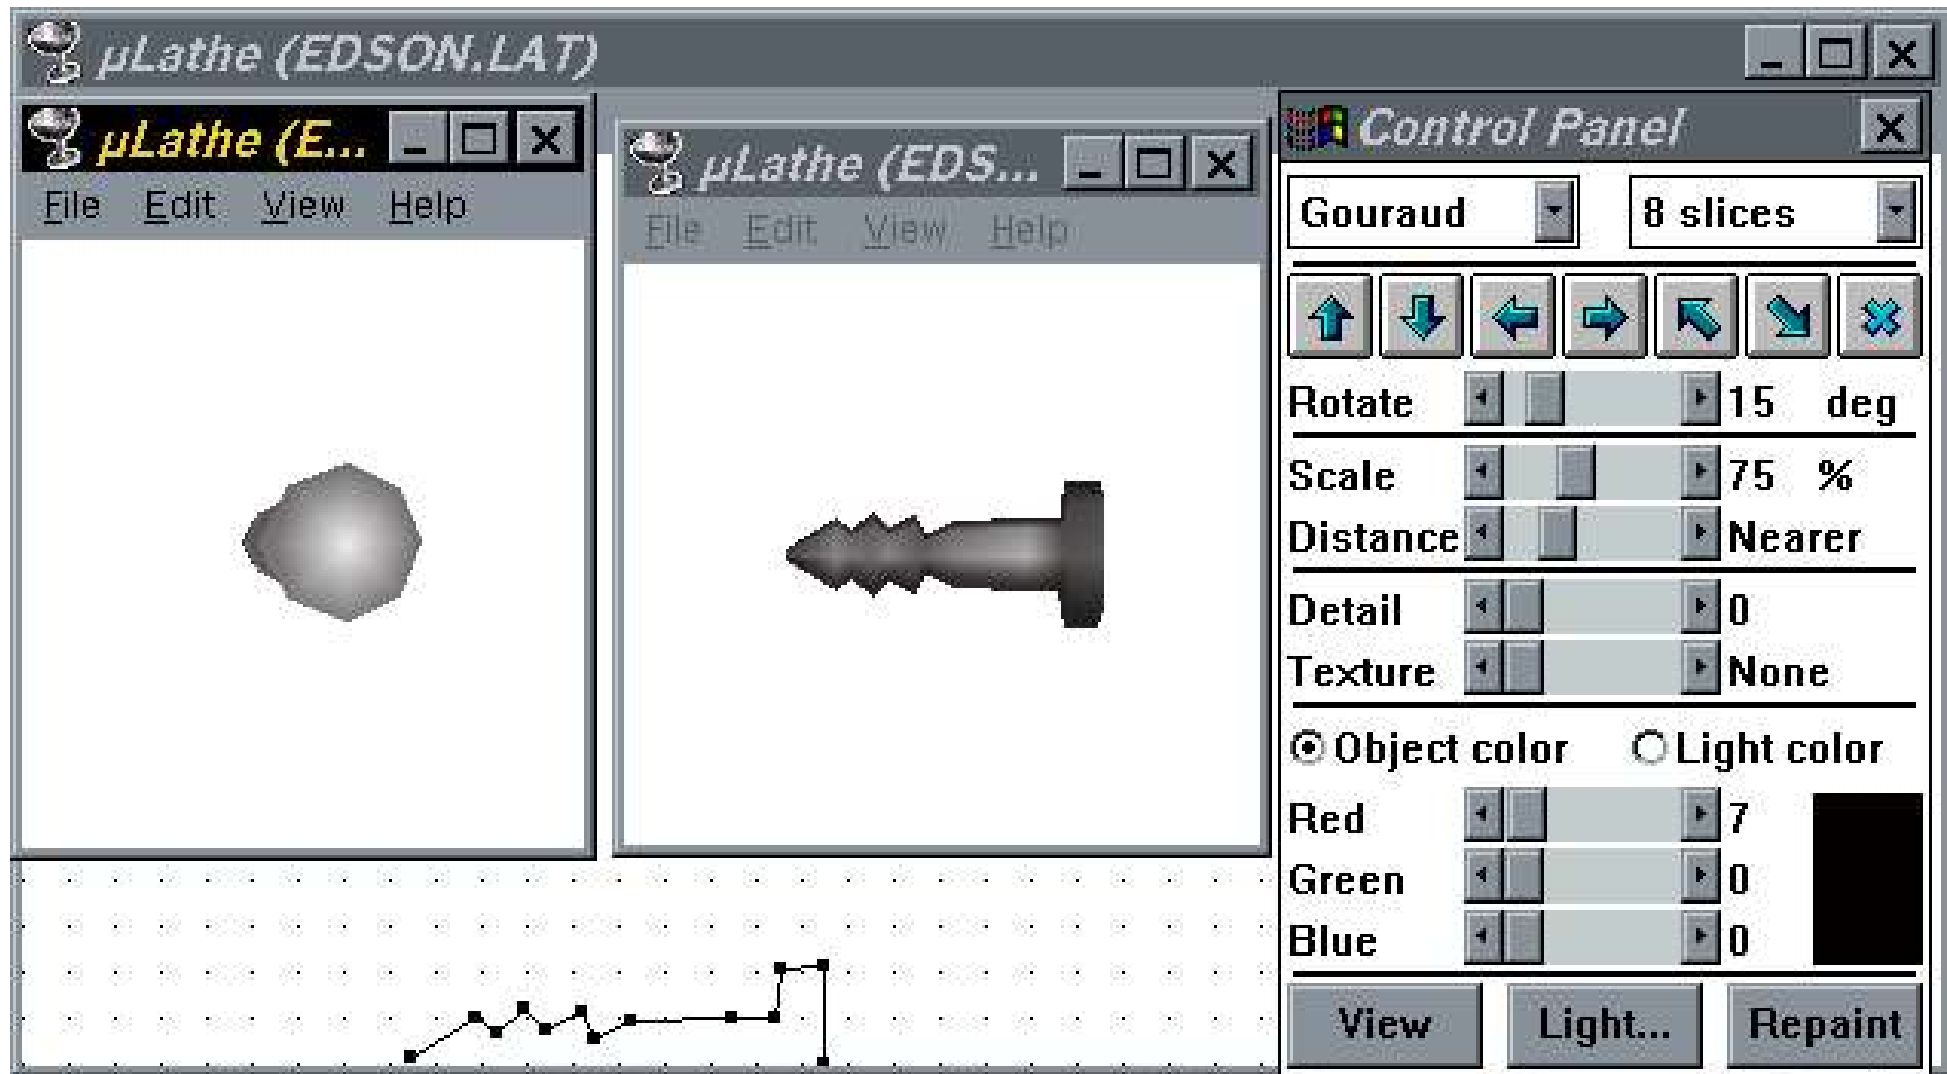 µLathe (EDSON.LAT)
µLathe (E...
File Edit View Help
µLathe (EDS...
File Edit View Help
Control Panel
Gouraud 8 slices
Rotate 15 deg
Scale 75 %
Distance Nearer
Detail 0
Texture None
Object color Light color
Red 7
Green 0
Blue 0
View Light... Repaint